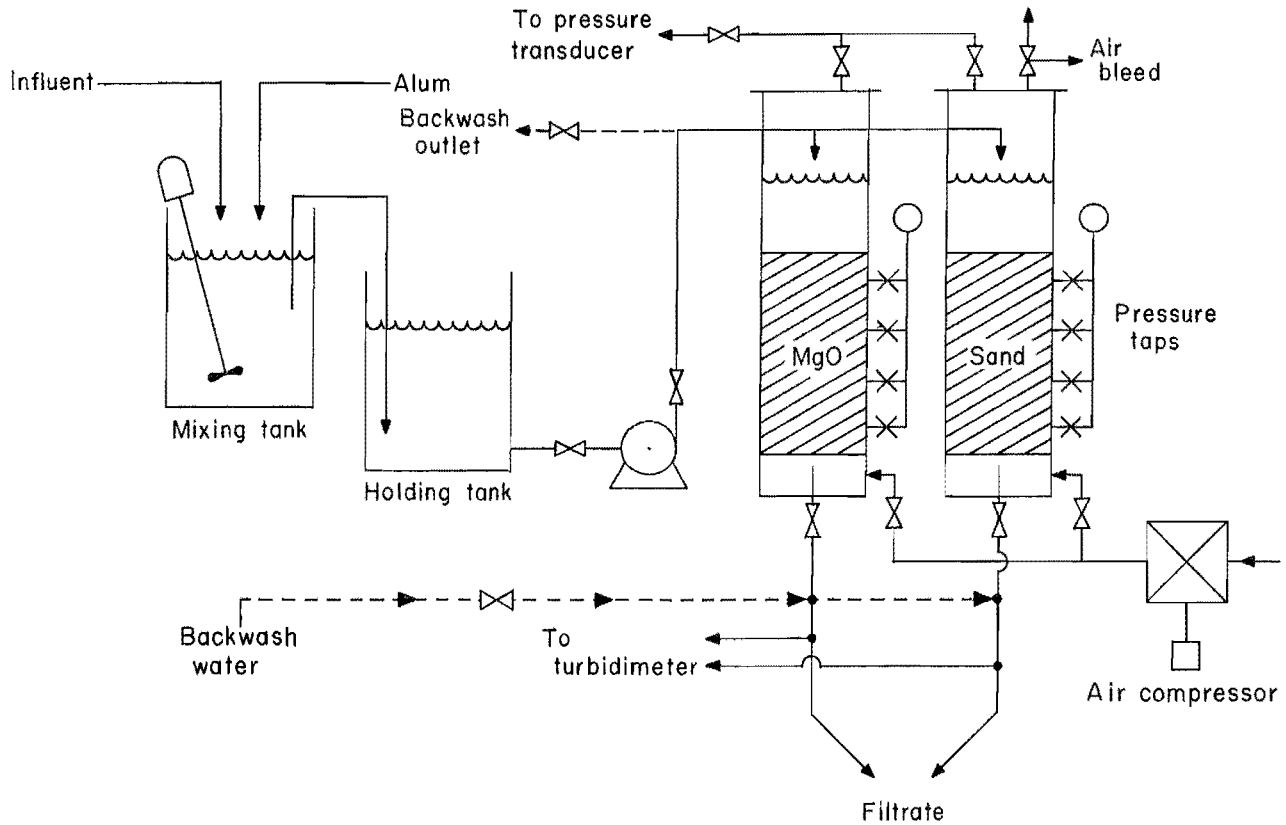 To pressure
transducer
Air
bleed
Influent
Alum
Backwash
outlet
Pressure
taps
MgO
Sand
Mixing tank
Holding tank
Backwash
water
To
turbidimeter
Air compressor
Filtrate